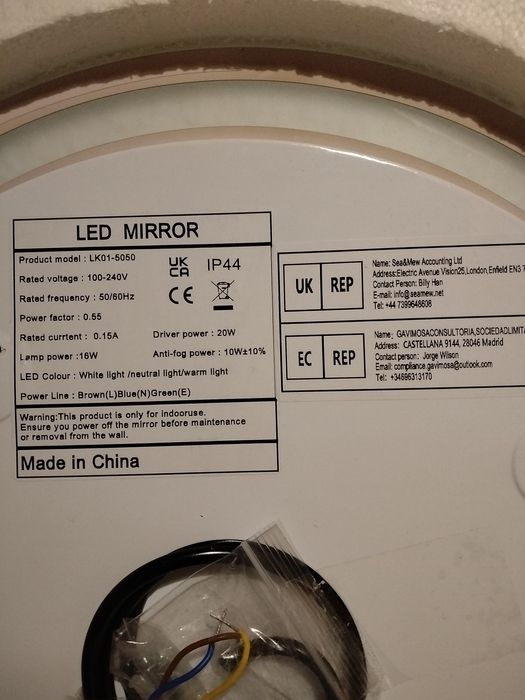 LED MIRROR
Product model : LK01-5050
Rated voltage : 100-240V
Rated frequency : 50/60Hz
Power factor : 0.55
Rated currtent : 0.15A
Driver power : 20W
Lamp power :16W
Anti-fog power : 10W±10%
LED Colour : White light /neutral light/warm light
Power Line : Brown(L)Blue(N)Green(E)
UK
CA
IP44
CE
Warning:This product is only for indooruse.
Ensure you power off the mirror before maintenance
or removal from the wall.
Made in China
UK REP
Name: Sea&Mew Accounting Ltd
Address:Electric Avenue Vision25,London,Enfield EN3 7
Contact Person: Billy Han
E-mail: info@seamew.net
Tel: +44 7399646608
EC REP
Name: GAVIMOSACONSULTORIA,SOCIEDADLIMITA
Address: CASTELLANA 9144, 28046 Madrid
Contact person: Jorge Wilson
Email: compliance.gavimosa@outlook.com
Tel: +34696313170